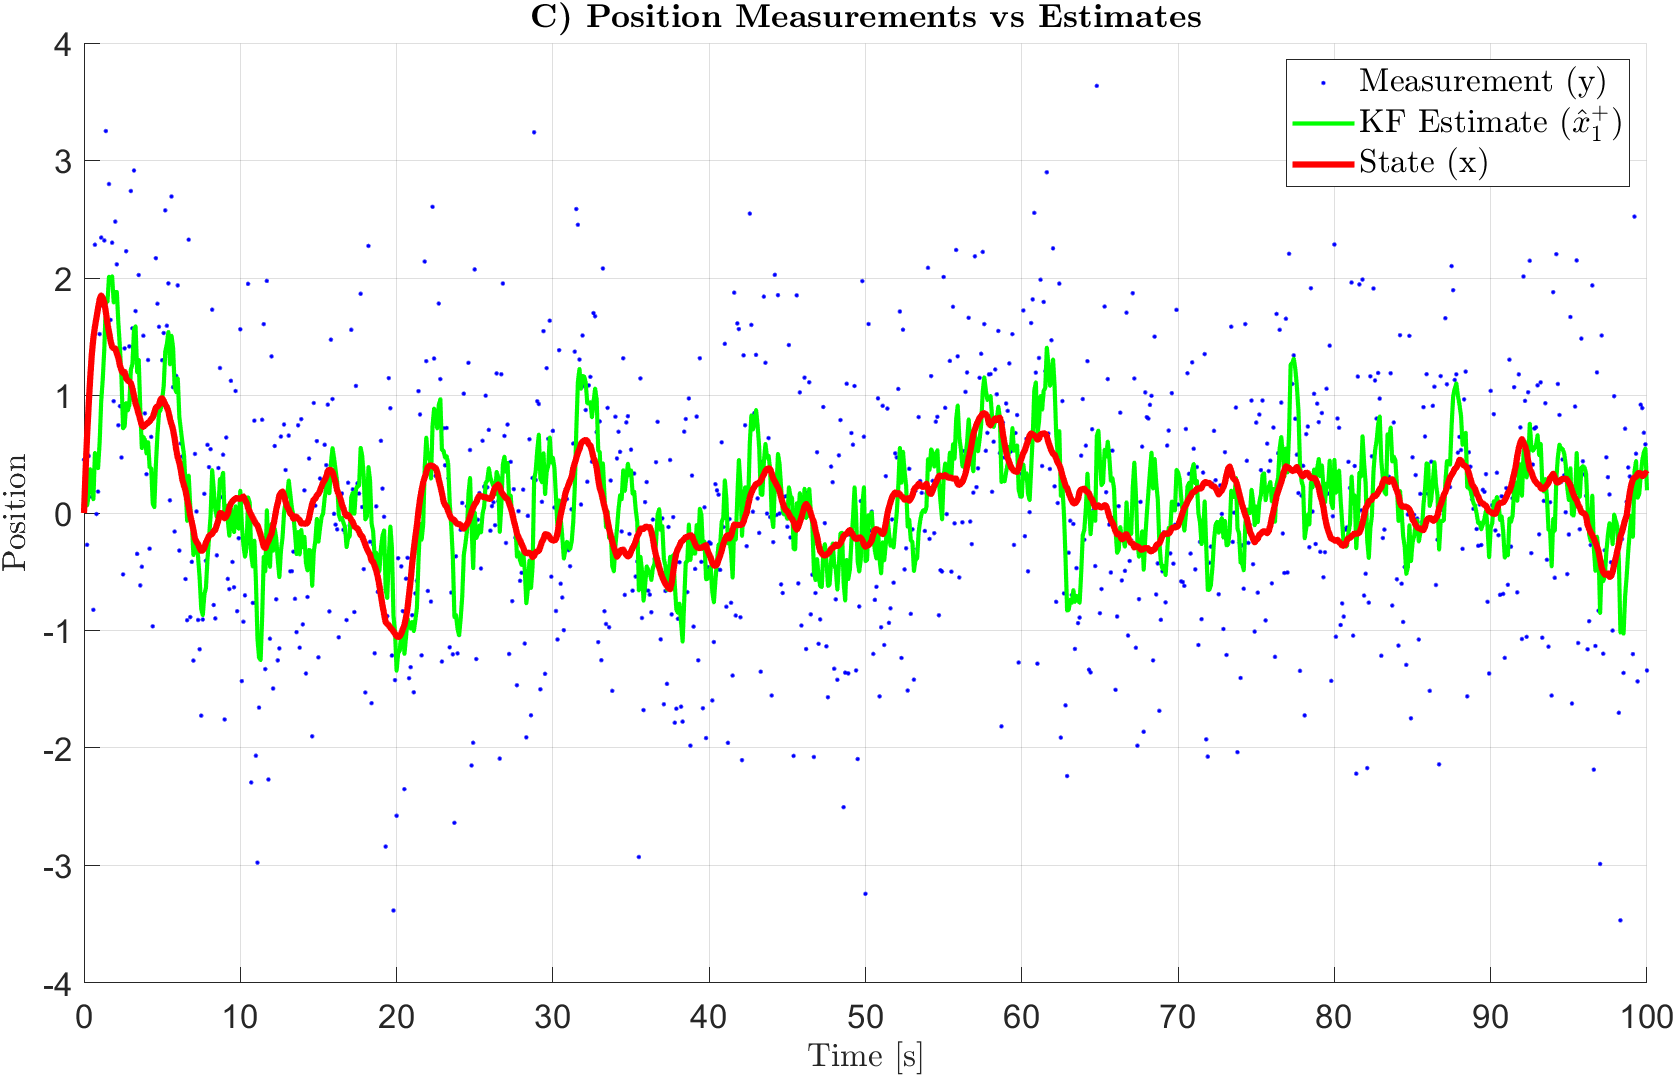 C) Position Measurements vs Estimates
Measurement (y)
KF Estimate (x̂₁⁺)
State (x)
Position
4
3
2
1
0
-1
-2
-3
-4
0 10 20 30 40 50 60 70 80 90 100
Time [s]